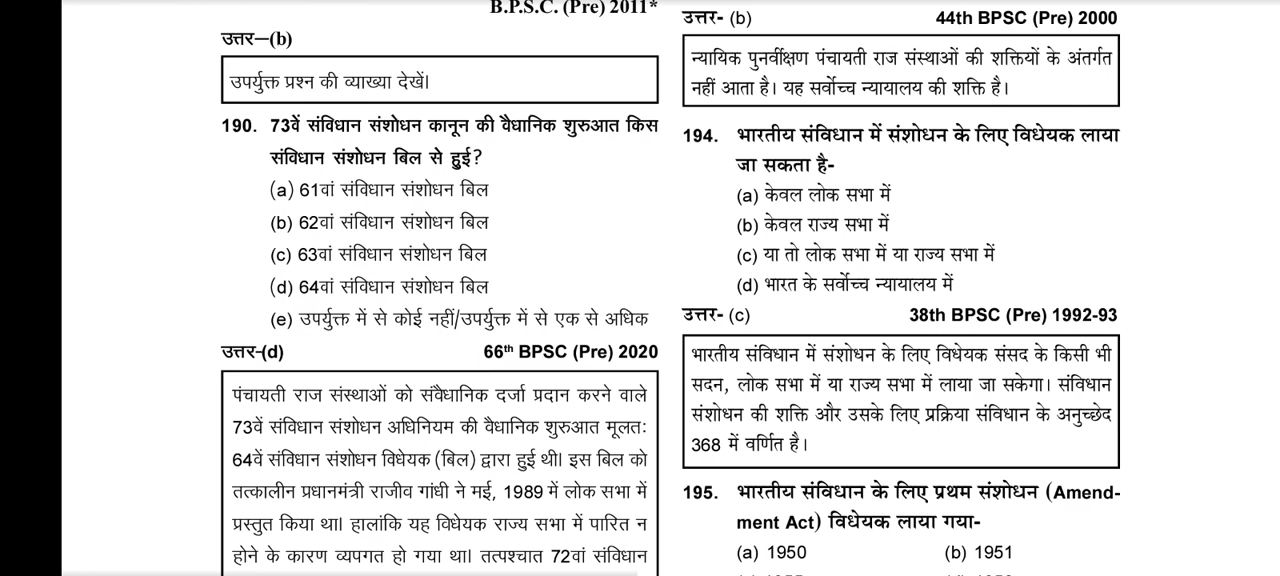 B.P.S.C. (Pre) 2011*
उत्तर–(b)
उपर्युक्त प्रश्न की व्याख्या देखें।
190. 73वें संविधान संशोधन कानून की वैधानिक शुरुआत किस
संविधान संशोधन बिल से हुई?
(a) 61वां संविधान संशोधन बिल
(b) 62वां संविधान संशोधन बिल
(c) 63वां संविधान संशोधन बिल
(d) 64वां संविधान संशोधन बिल
(e) उपर्युक्त में से कोई नहीं/उपर्युक्त में से एक से अधिक
उत्तर-(d) 66th BPSC (Pre) 2020
पंचायती राज संस्थाओं को संवैधानिक दर्जा प्रदान करने वाले
73वें संविधान संशोधन अधिनियम की वैधानिक शुरुआत मूलतः
64वें संविधान संशोधन विधेयक (बिल) द्वारा हुई थी। इस बिल को
तत्कालीन प्रधानमंत्री राजीव गांधी ने मई, 1989 में लोक सभा में
प्रस्तुत किया था। हालांकि यह विधेयक राज्य सभा में पारित न
होने के कारण व्यपगत हो गया था। तत्पश्चात 72वां संविधान
उत्तर- (b) 44th BPSC (Pre) 2000
न्यायिक पुनर्वीक्षण पंचायती राज संस्थाओं की शक्तियों के अंतर्गत
नहीं आता है। यह सर्वोच्च न्यायालय की शक्ति है।
194. भारतीय संविधान में संशोधन के लिए विधेयक लाया
जा सकता है-
(a) केवल लोक सभा में
(b) केवल राज्य सभा में
(c) या तो लोक सभा में या राज्य सभा में
(d) भारत के सर्वोच्च न्यायालय में
उत्तर- (c) 38th BPSC (Pre) 1992-93
भारतीय संविधान में संशोधन के लिए विधेयक संसद के किसी भी
सदन, लोक सभा में या राज्य सभा में लाया जा सकेगा। संविधान
संशोधन की शक्ति और उसके लिए प्रक्रिया संविधान के अनुच्छेद
368 में वर्णित है।
195. भारतीय संविधान के लिए प्रथम संशोधन (Amend-
ment Act) विधेयक लाया गया-
(a) 1950 (b) 1951